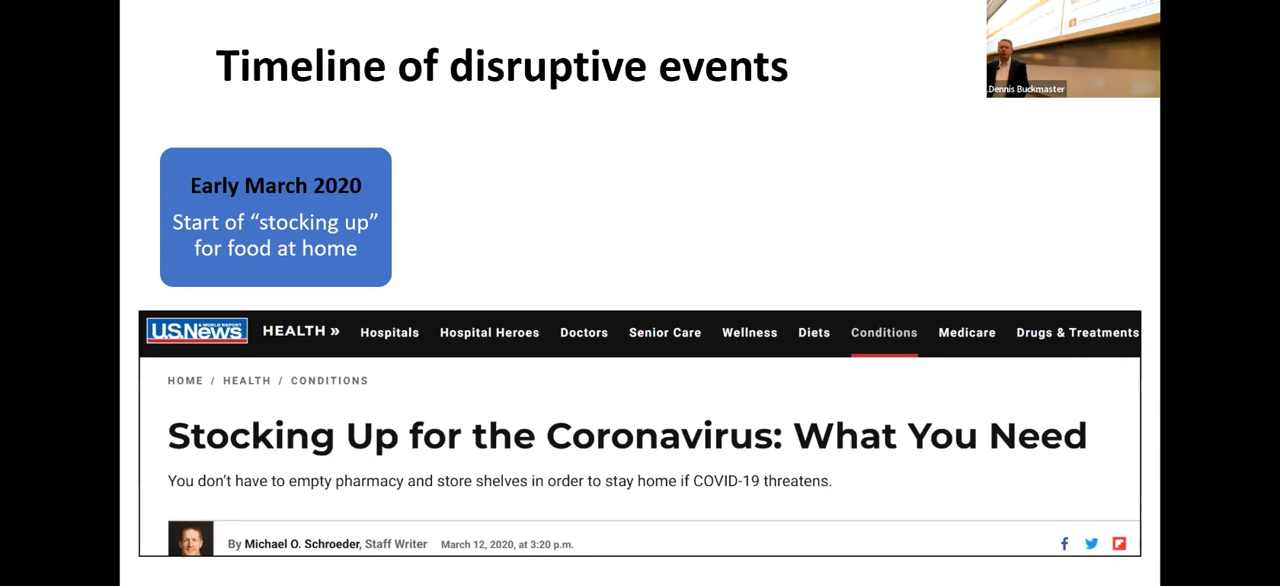 Timeline of disruptive events
Dennis Buckmaster
Early March 2020
Start of “stocking up”
for food at home
U.S.News
& WORLD REPORT
HEALTH »
Hospitals
Hospital Heroes
Doctors
Senior Care
Wellness
Diets
Conditions
Medicare
Drugs & Treatments
HOME / HEALTH / CONDITIONS
Stocking Up for the Coronavirus: What You Need
You don’t have to empty pharmacy and store shelves in order to stay home if COVID-19 threatens.
By Michael O. Schroeder, Staff Writer March 12, 2020, at 3:20 p.m.